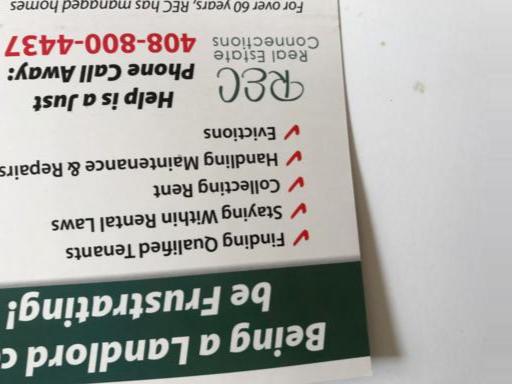 Being a Landlord c
be Frustrating!
Finding Qualified Tenants
Staying Within Rental Laws
Collecting Rent
Handling Maintenance & Repairs
Evictions
REC
Real Estate
Connections
Help is a Just
Phone Call Away:
408-800-4437
For over 60 years, REC has managed homes